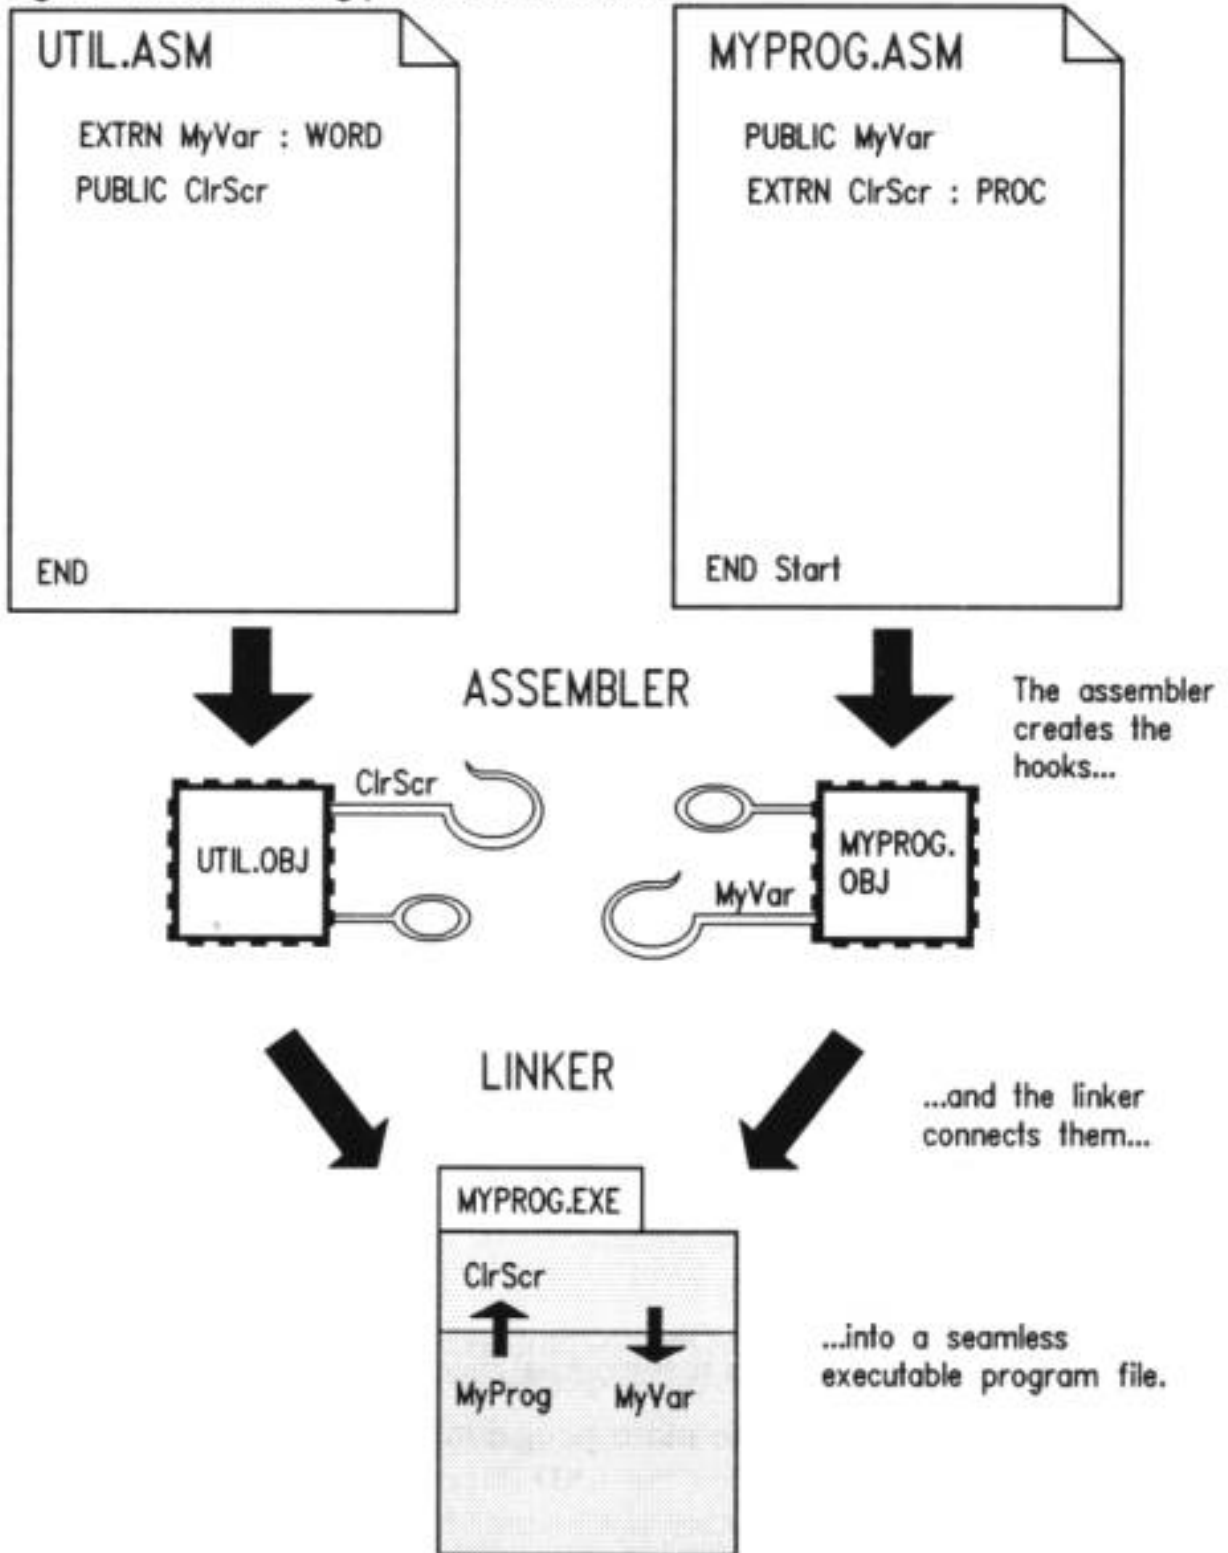 UTIL.ASM
EXTRN MyVar : WORD
PUBLIC ClrScr
END
MYPROG.ASM
PUBLIC MyVar
EXTRN ClrScr : PROC
END Start
ASSEMBLER
The assembler
creates the
hooks...
ClrScr
UTIL.OBJ
MyVar
MYPROG.
OBJ
LINKER
...and the linker
connects them...
MYPROG.EXE
ClrScr
MyProg MyVar
...into a seamless
executable program file.